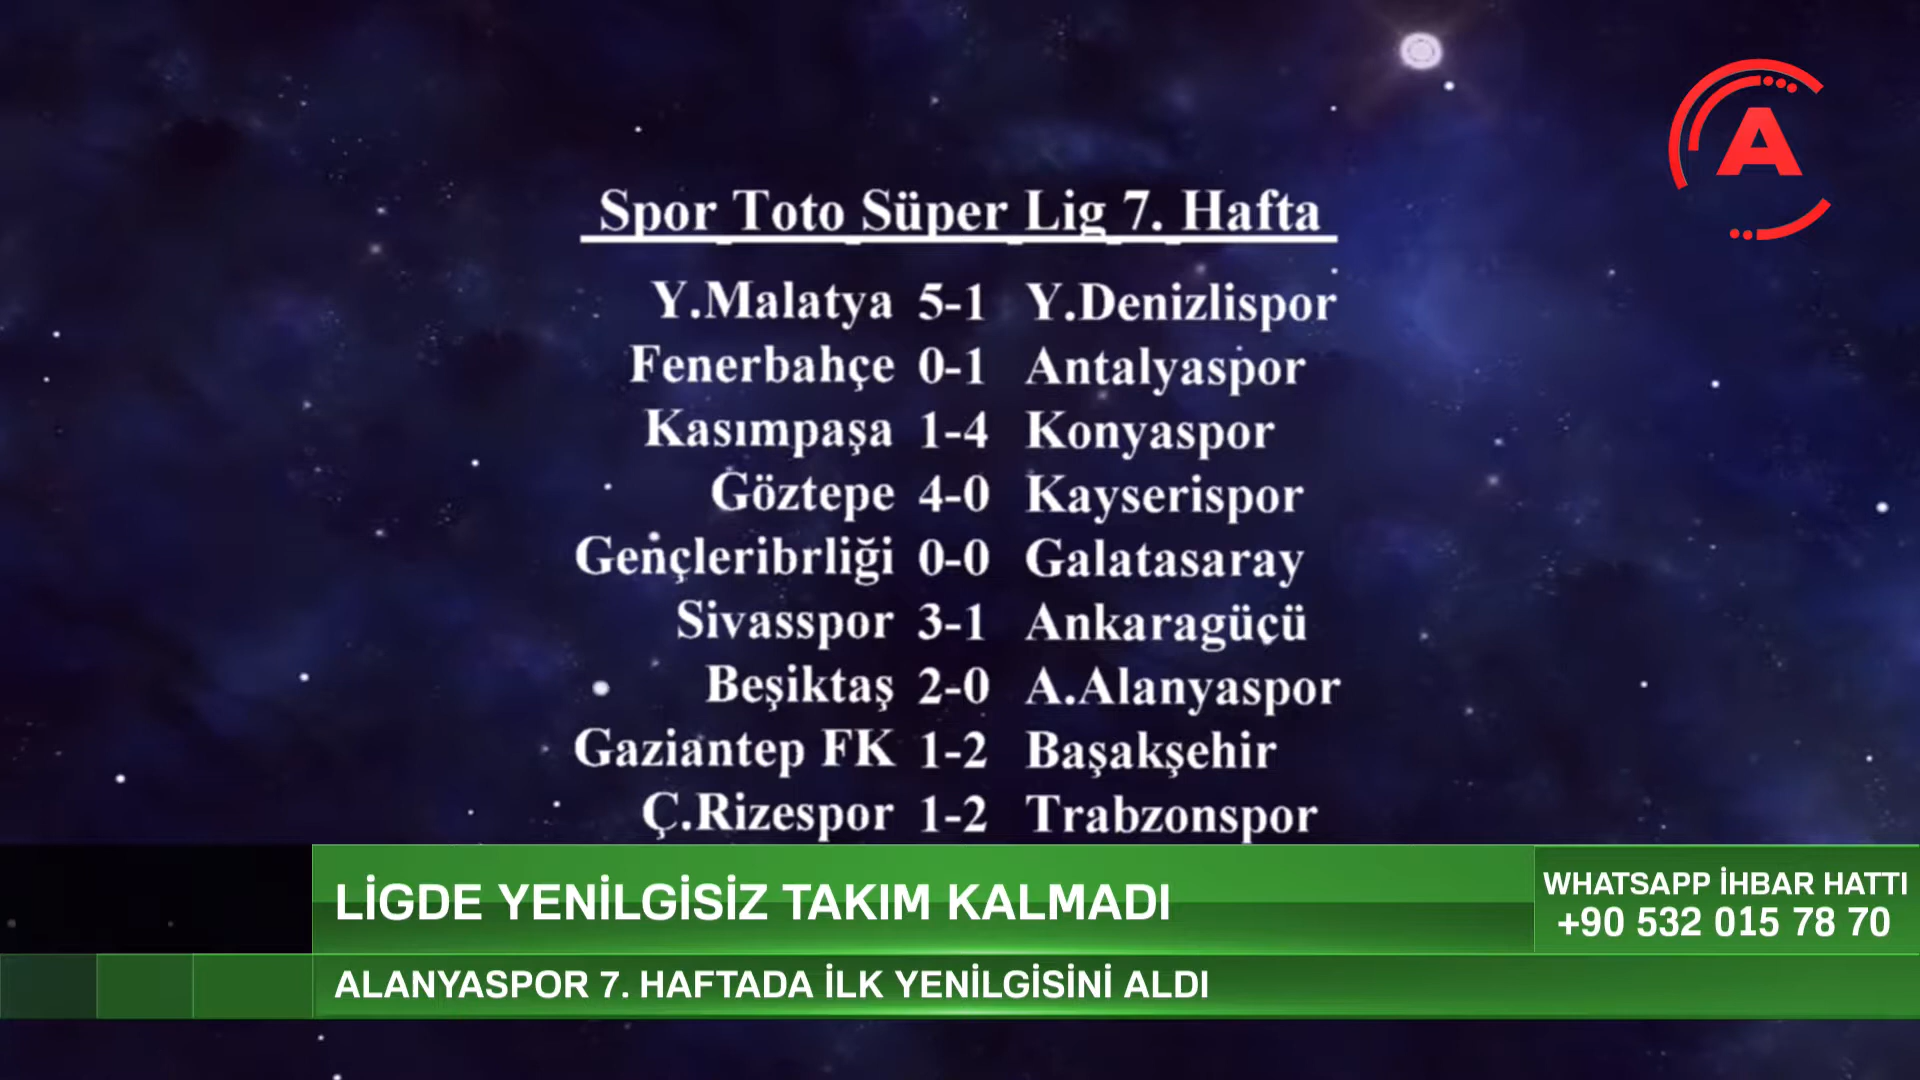 A
Spor Toto Süper Lig 7. Hafta
Y.Malatya 5-1 Y.Denizlispor
Fenerbahçe 0-1 Antalyaspor
Kasımpaşa 1-4 Konyaspor
Göztepe 4-0 Kayserispor
Gençleribrliği 0-0 Galatasaray
Sivasspor 3-1 Ankaragüçü
Beşiktaş 2-0 A.Alanyaspor
Gaziantep FK 1-2 Başakşehir
Ç.Rizespor 1-2 Trabzonspor
LİGDE YENİLGİSİZ TAKIM KALMADI
WHATSAPP İHBAR HATTI
+90 532 015 78 70
ALANYASPOR 7. HAFTADA İLK YENİLGİSİNİ ALDI